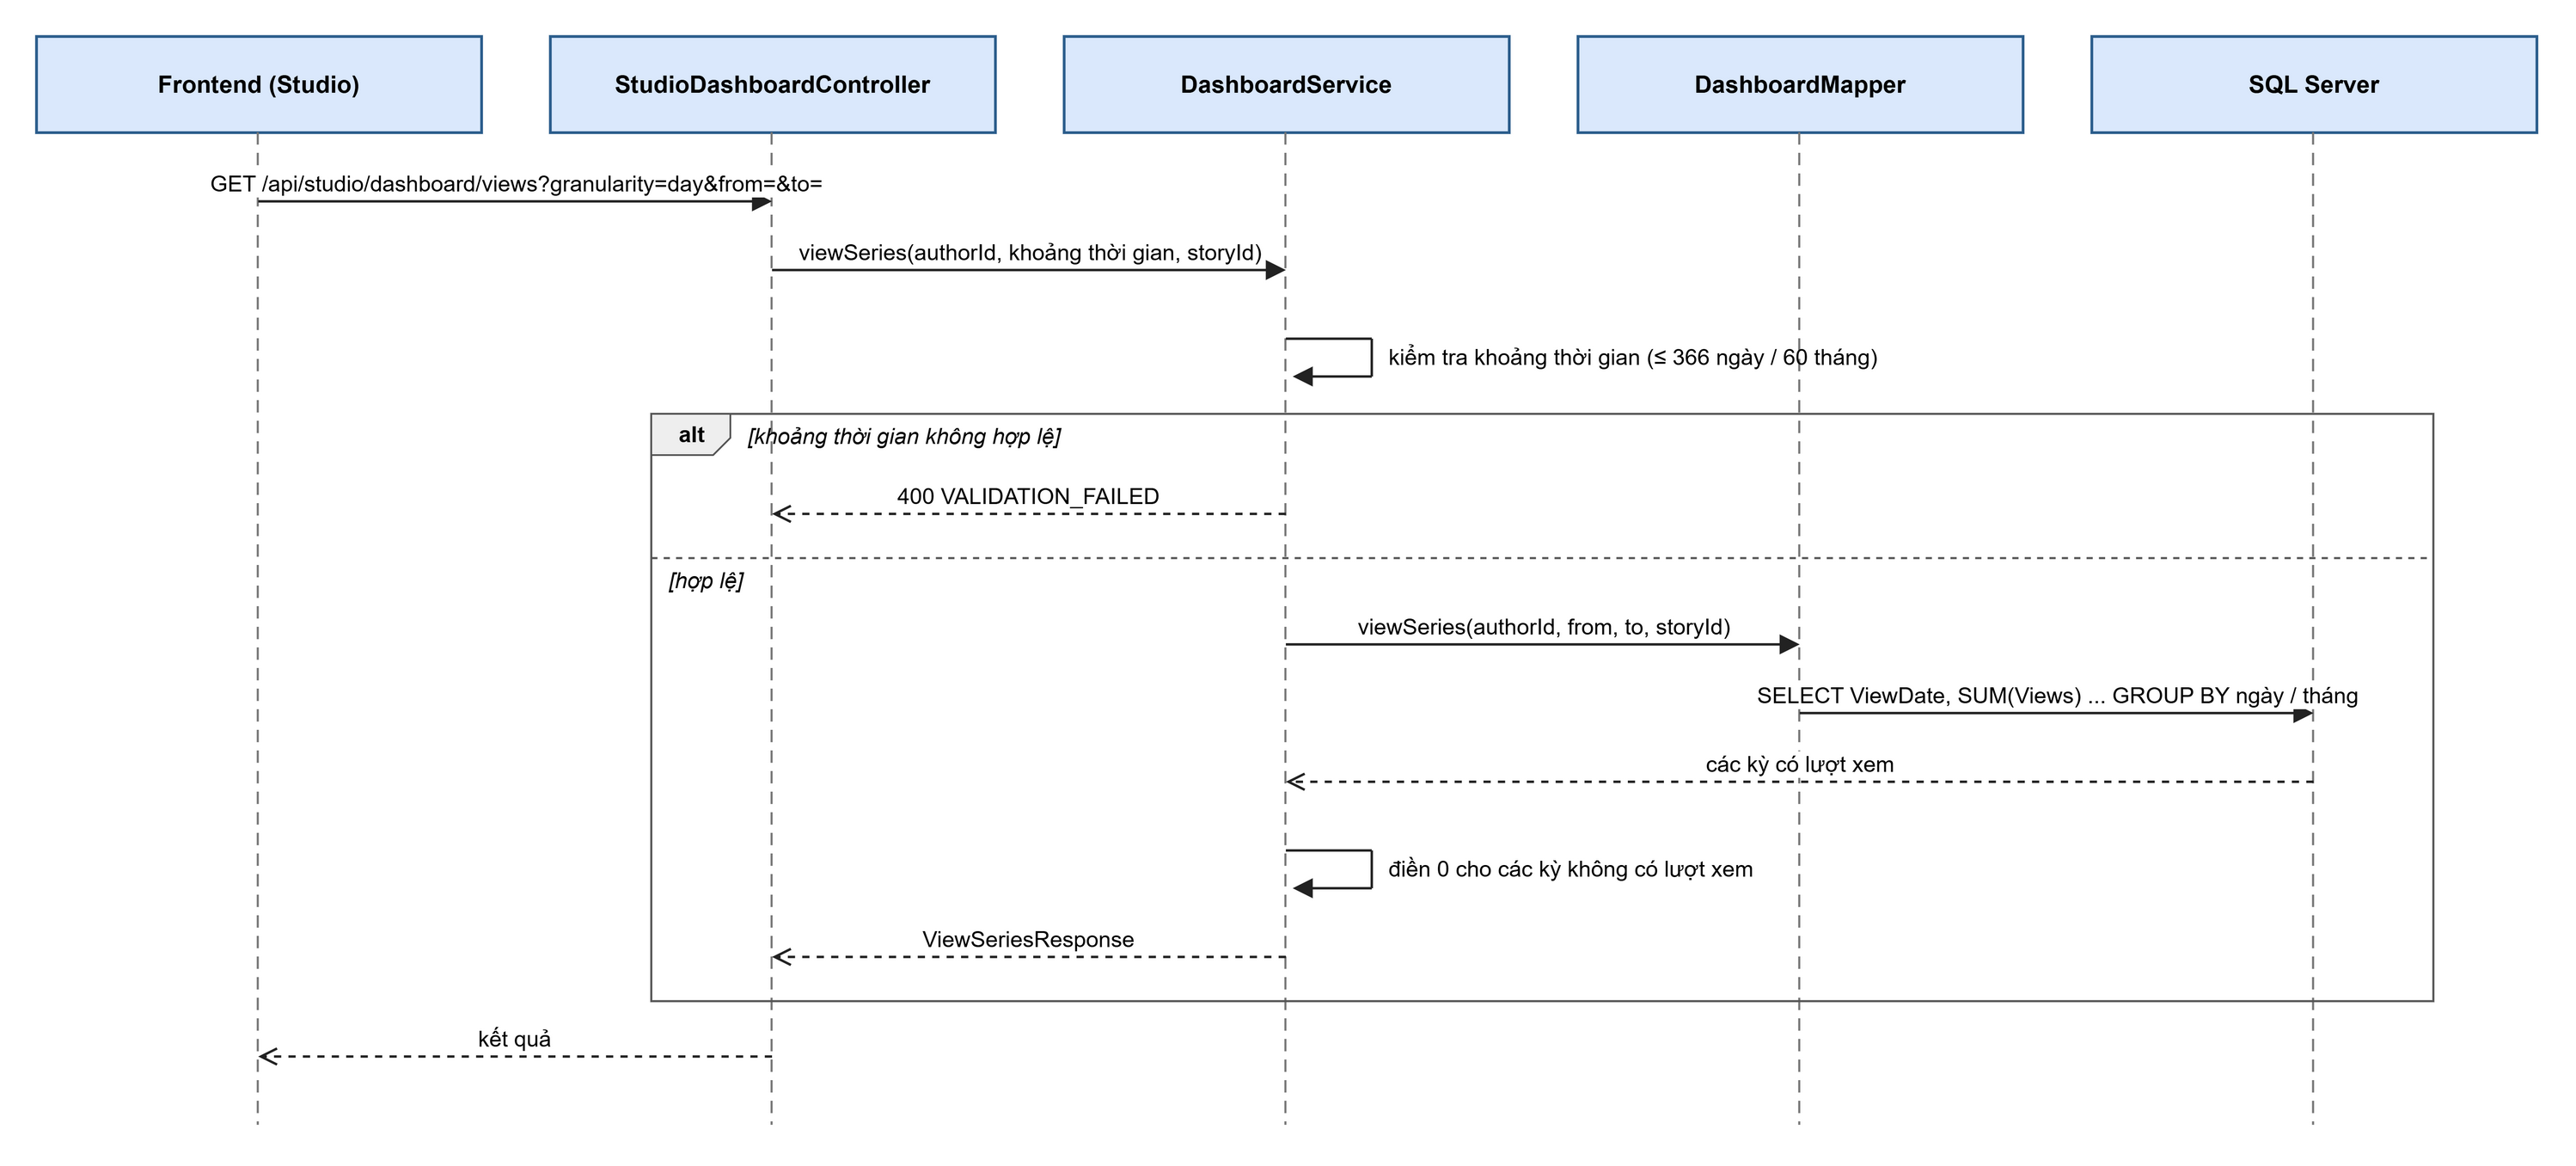 Frontend (Studio)
StudioDashboardController
DashboardService
DashboardMapper
SQL Server
GET /api/studio/dashboard/views?granularity=day&from=&to=
viewSeries(authorId, khoảng thời gian, storyId)
kiểm tra khoảng thời gian (≤ 366 ngày / 60 tháng)
alt
[khoảng thời gian không hợp lệ]
400 VALIDATION_FAILED
[hợp lệ]
viewSeries(authorId, from, to, storyId)
SELECT ViewDate, SUM(Views) ... GROUP BY ngày / tháng
các kỳ có lượt xem
điền 0 cho các kỳ không có lượt xem
ViewSeriesResponse
kết quả